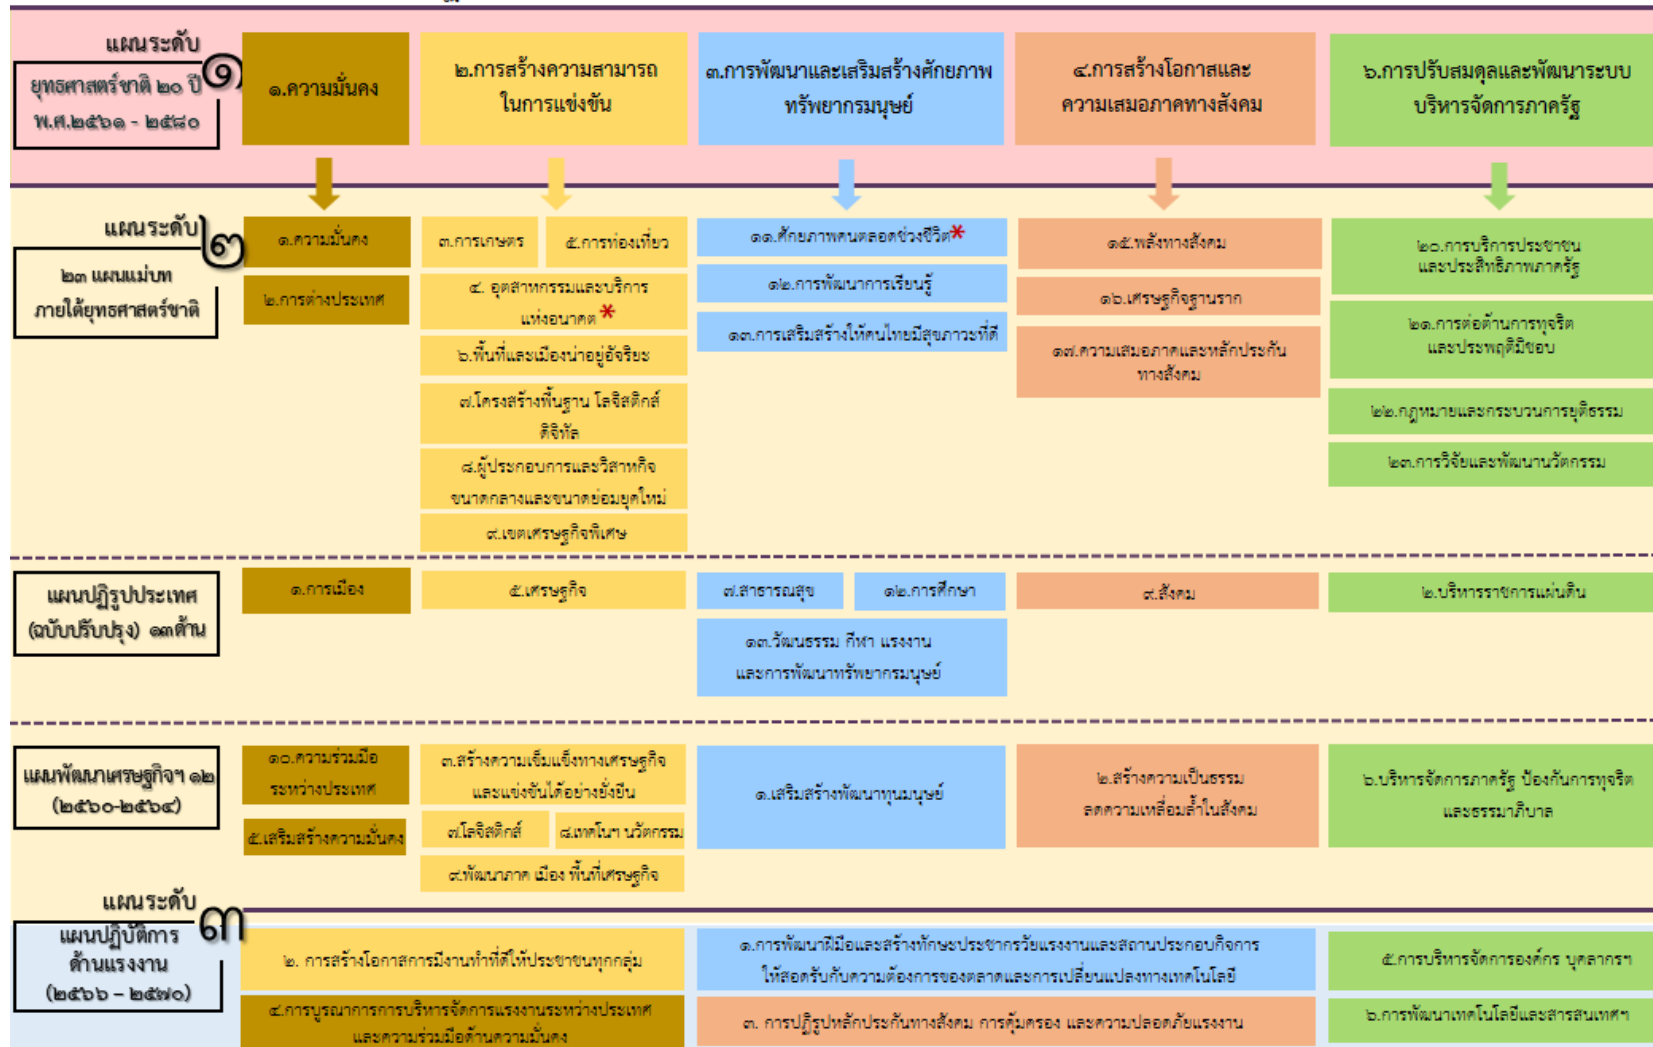 แผนระดับ
๑
ยุทธศาสตร์ชาติ ๒๐ ปี
พ.ศ.๒๕๖๑ - ๒๕๘๐
๑.ความมั่นคง
๒.การสร้างความสามารถ
ในการแข่งขัน
๓.การพัฒนาและเสริมสร้างศักยภาพ
ทรัพยากรมนุษย์
๔.การสร้างโอกาสและ
ความเสมอภาคทางสังคม
๖.การปรับสมดุลและพัฒนาระบบ
บริหารจัดการภาครัฐ
แผนระดับ
๒
๒๓ แผนแม่บท
ภายใต้ยุทธศาสตร์ชาติ
๑.ความมั่นคง
๒.การต่างประเทศ
๓.การเกษตร
๕.การท่องเที่ยว
๔. อุตสาหกรรมและบริการ
แห่งอนาคต*
๖.พื้นที่และเมืองน่าอยู่อัจริยะ
๗.โครงสร้างพื้นฐาน โลจิสติกส์
ดิจิทัล
๘.ผู้ประกอบการและวิสาหกิจ
ขนาดกลางและขนาดย่อมยุคใหม่
๙.เขตเศรษฐกิจพิเศษ
๑๑.ศักยภาพคนตลอดช่วงชีวิต*
๑๒.การพัฒนาการเรียนรู้
๑๓.การเสริมสร้างให้คนไทยมีสุขภาวะที่ดี
๑๕.พลังทางสังคม
๑๖.เศรษฐกิจฐานราก
๑๗.ความเสมอภาคและหลักประกัน
ทางสังคม
๒๐.การบริการประชาชน
และประสิทธิภาพภาครัฐ
๒๑.การต่อต้านการทุจริต
และประพฤติมิชอบ
๒๒.กฎหมายและกระบวนการยุติธรรม
๒๓.การวิจัยและพัฒนานวัตกรรม
แผนปฏิรูปประเทศ
(ฉบับปรับปรุง) ๑๓ด้าน
๑.การเมือง
๕.เศรษฐกิจ
๗.สาธารณสุข
๑๒.การศึกษา
๑๓.วัฒนธรรม กีฬา แรงงาน
และการพัฒนาทรัพยากรมนุษย์
๙.สังคม
๒.บริหารราชการแผ่นดิน
แผนพัฒนาเศรษฐกิจฯ ๑๒
(๒๕๖๐-๒๕๖๔)
๑๐.ความร่วมมือ
ระหว่างประเทศ
๕.เสริมสร้างความมั่นคง
๓.สร้างความเข้มแข็งทางเศรษฐกิจ
และแข่งขันได้อย่างยั่งยืน
๗.โลจิสติกส์
๘.เทคโนฯ นวัตกรรม
๙.พัฒนาภาค เมือง พื้นที่เศรษฐกิจ
๑.เสริมสร้างพัฒนาทุนมนุษย์
๒.สร้างความเป็นธรรม
ลดความเหลื่อมล้ำในสังคม
๖.บริหารจัดการภาครัฐ ป้องกันการทุจริต
และธรรมาภิบาล
แผนระดับ
๓
แผนปฏิบัติการ
ด้านแรงงาน
(๒๕๖๖ – ๒๕๗๐)
๒. การสร้างโอกาสการมีงานทำที่ดีให้ประชาชนทุกกลุ่ม
๔.การบูรณาการการบริหารจัดการแรงงานระหว่างประเทศ
และความร่วมมือด้านความมั่นคง
๑.การพัฒนาฝีมือและสร้างทักษะประชากรวัยแรงงานและสถานประกอบกิจการ
ให้สอดรับกับความต้องการของตลาดและการเปลี่ยนแปลงทางเทคโนโลยี
๓. การปฏิรูปหลักประกันทางสังคม การคุ้มครอง และความปลอดภัยแรงงาน
๕.การบริหารจัดการองค์กร บุคลากรฯ
๖.การพัฒนาเทคโนโลยีและสารสนเทศฯ